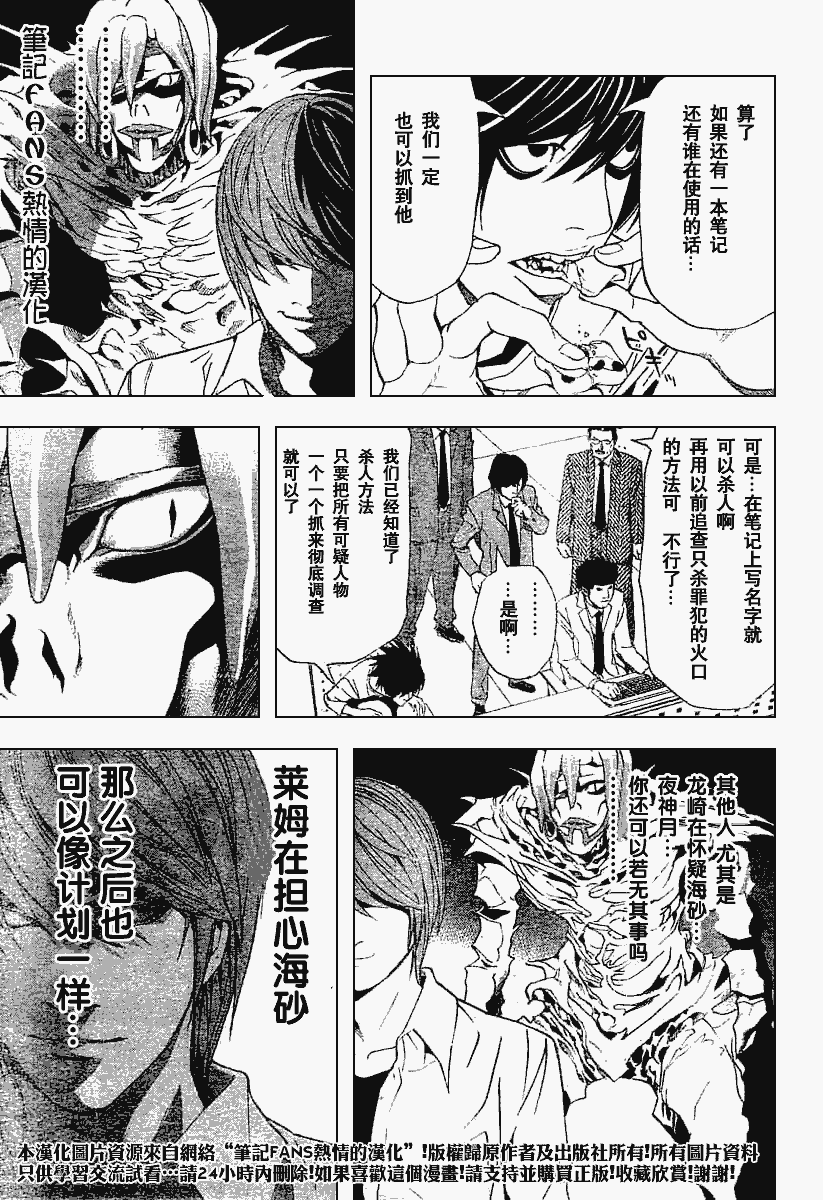 算了
如果还有一本笔记
还有谁在使用的话…
我们一定
也可以抓到他
…………
筆記FANS熱情的漢化
可是…在笔记上写名字就
可以杀人啊
再用以前追查只杀罪犯的火口
的方法可 不行了…
………
…是啊…
我们已经知道了
杀人方法
只要把所有可疑人物
一个一个抓来彻底调查
就可以了
其他人 尤其是
龙崎在怀疑海砂…
夜神月…
你还可以若无其事吗
…………
莱姆在担心海砂
那么之后也
可以像计划一样…
本漢化圖片資源來自網絡“筆記FANS熱情的漢化”!版權歸原作者及出版社所有!所有圖片資料
只供學習交流試看…請24小時內刪除!如果喜歡這個漫畫!請支持並購買正版!收藏欣賞!謝謝!